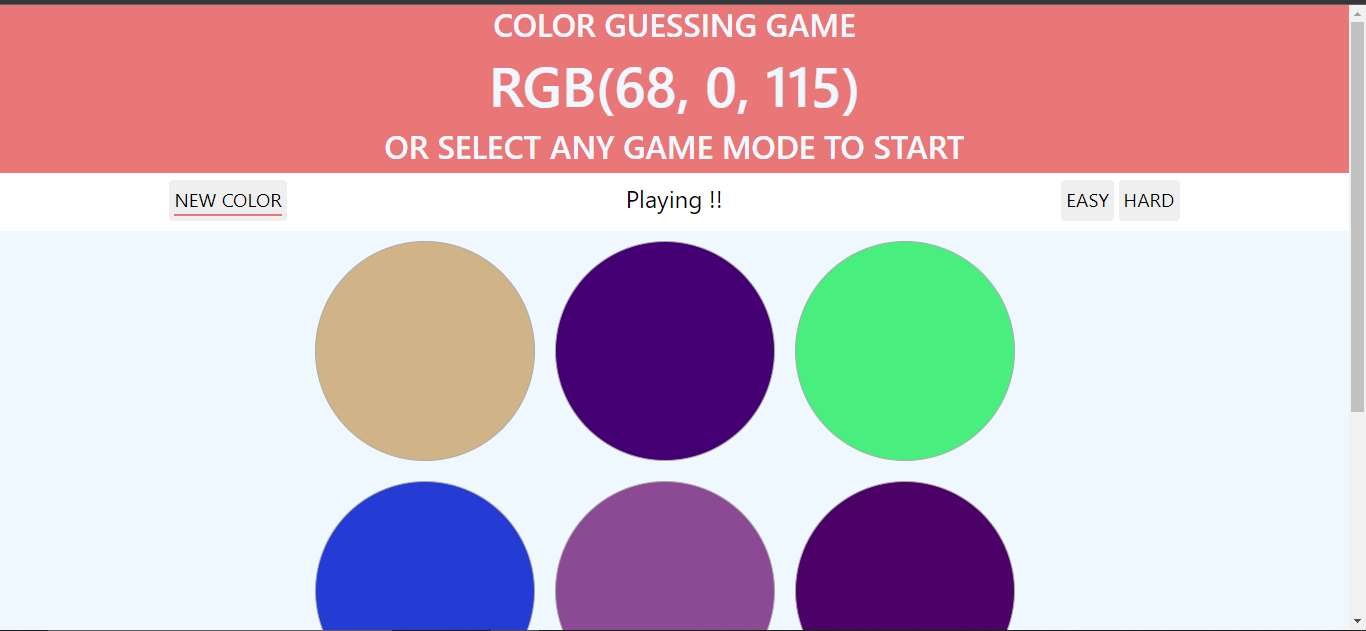 COLOR GUESSING GAME
RGB(68, 0, 115)
OR SELECT ANY GAME MODE TO START
NEW COLOR Playing !! EASY HARD